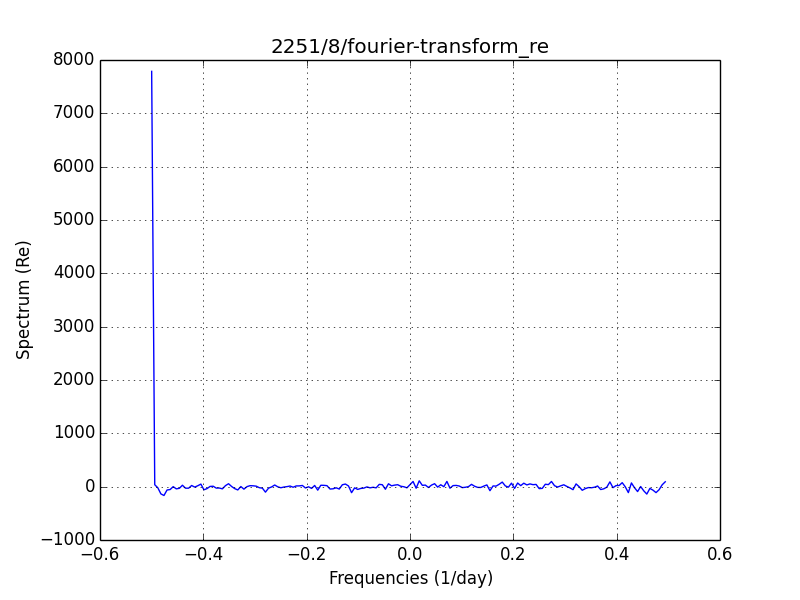 2251/8/fourier-transform_re
8000
7000
6000
5000
4000
3000
2000
1000
0
−1000
−0.6 −0.4 −0.2 0.0 0.2 0.4 0.6
Frequencies (1/day)
Spectrum (Re)